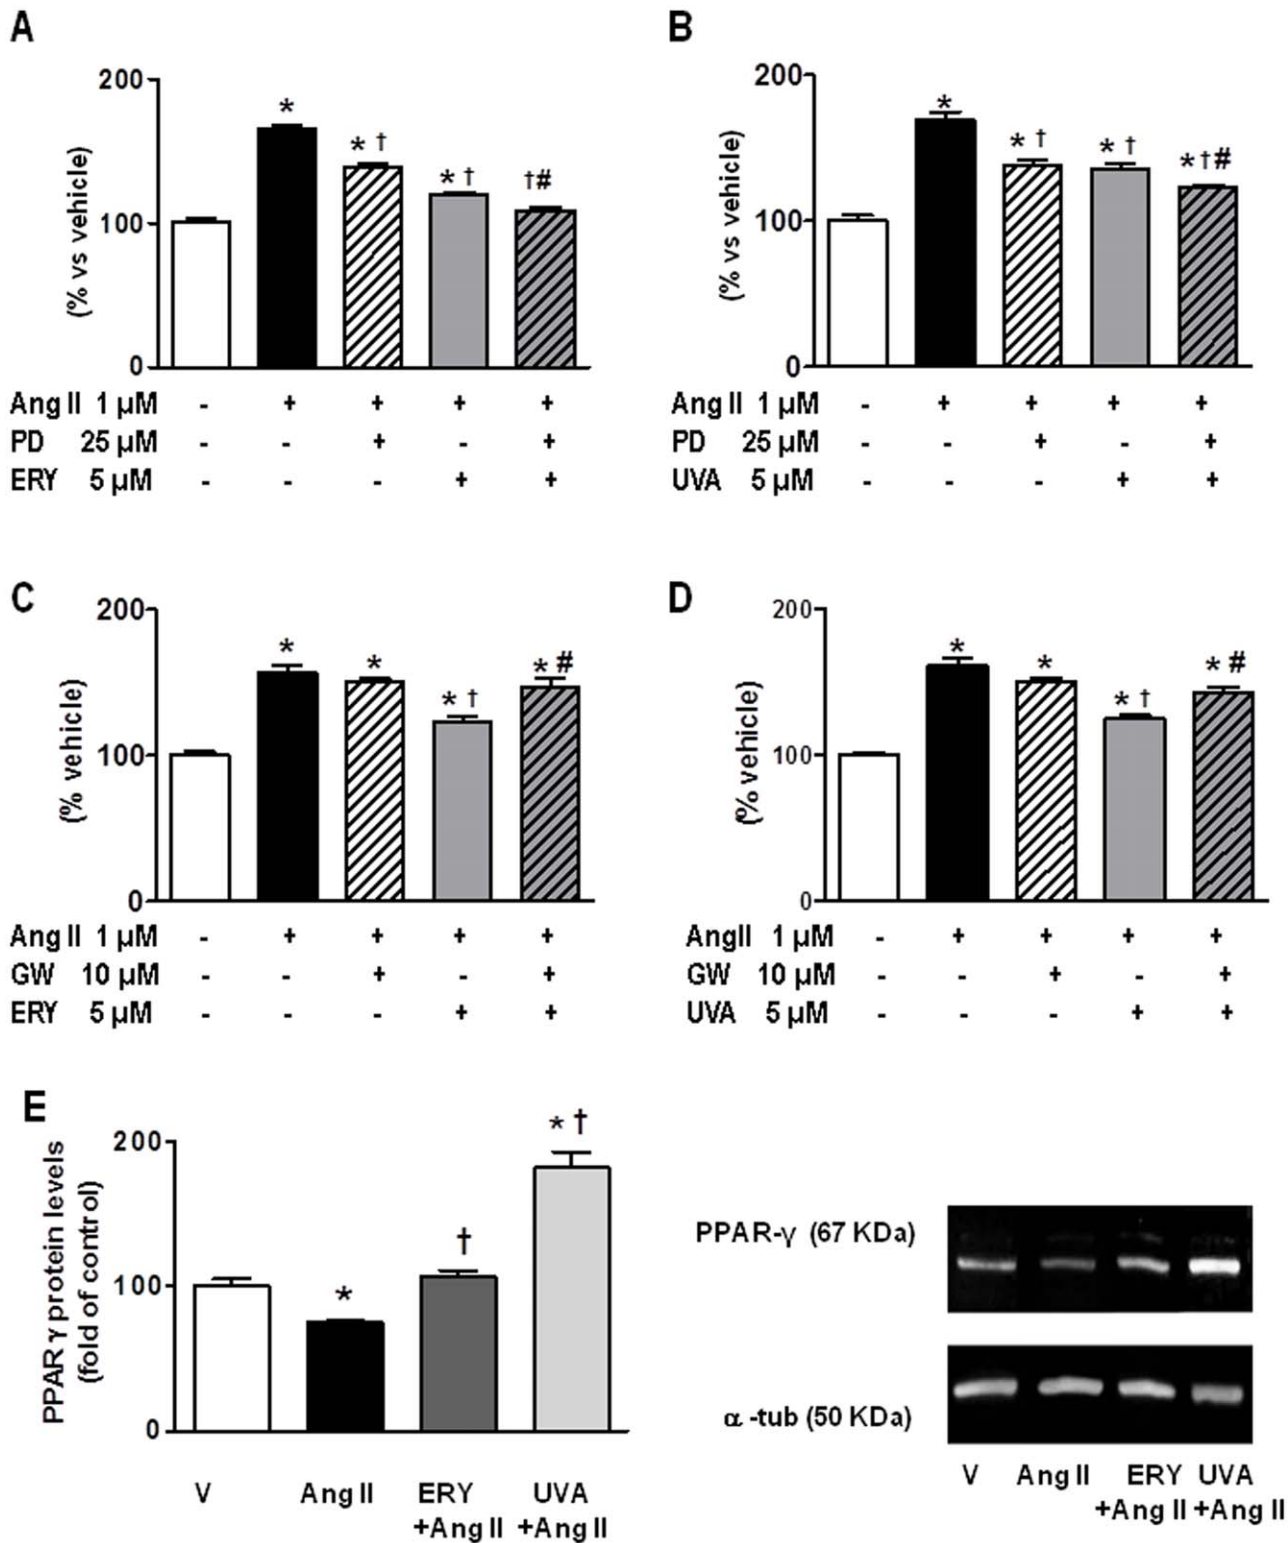 A
200
100
0
(% vs vehicle)
*
* †
* †
†#
Ang II 1 µM - + + + +
PD 25 µM - - + - +
ERY 5 µM - - - + +
B
200
100
0
(% vs vehicle)
*
* †
* †
*†#
Ang II 1 µM - + + + +
PD 25 µM - - + - +
UVA 5 µM - - - + +
C
200
100
0
(% vehicle)
*
*
* †
* #
Ang II 1 µM - + + + +
GW 10 µM - - + - +
ERY 5 µM - - - + +
D
200
100
0
(% vehicle)
*
*
* †
* #
AngII 1 µM - + + + +
GW 10 µM - - + - +
UVA 5 µM - - - + +
E
200
100
0
PPAR γ protein levels
(fold of control)
*
†
* †
V Ang II ERY UVA
+Ang II +Ang II
PPAR-γ (67 KDa)
α -tub (50 KDa)
V Ang II ERY UVA
+Ang II +Ang II